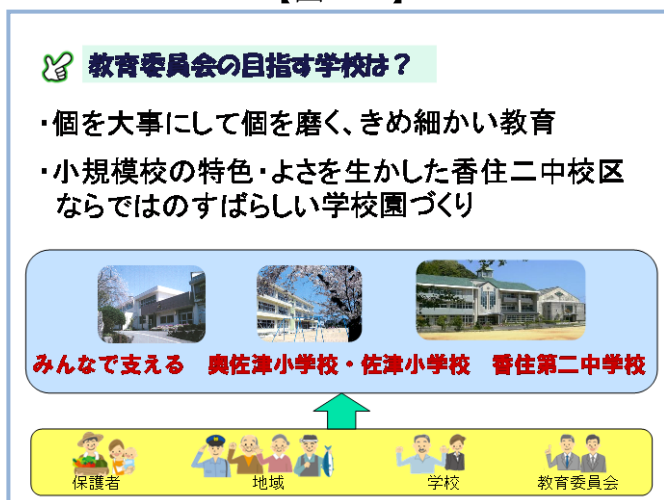 教育委員会の目指す学校は？
・個を大事にして個を磨く、きめ細かい教育
・小規模校の特色・よさを生かした香住二中校区
ならではのすばらしい学校園づくり
みんなで支える　奥佐津小学校・佐津小学校　香住第二中学校
保護者　地域　学校　教育委員会